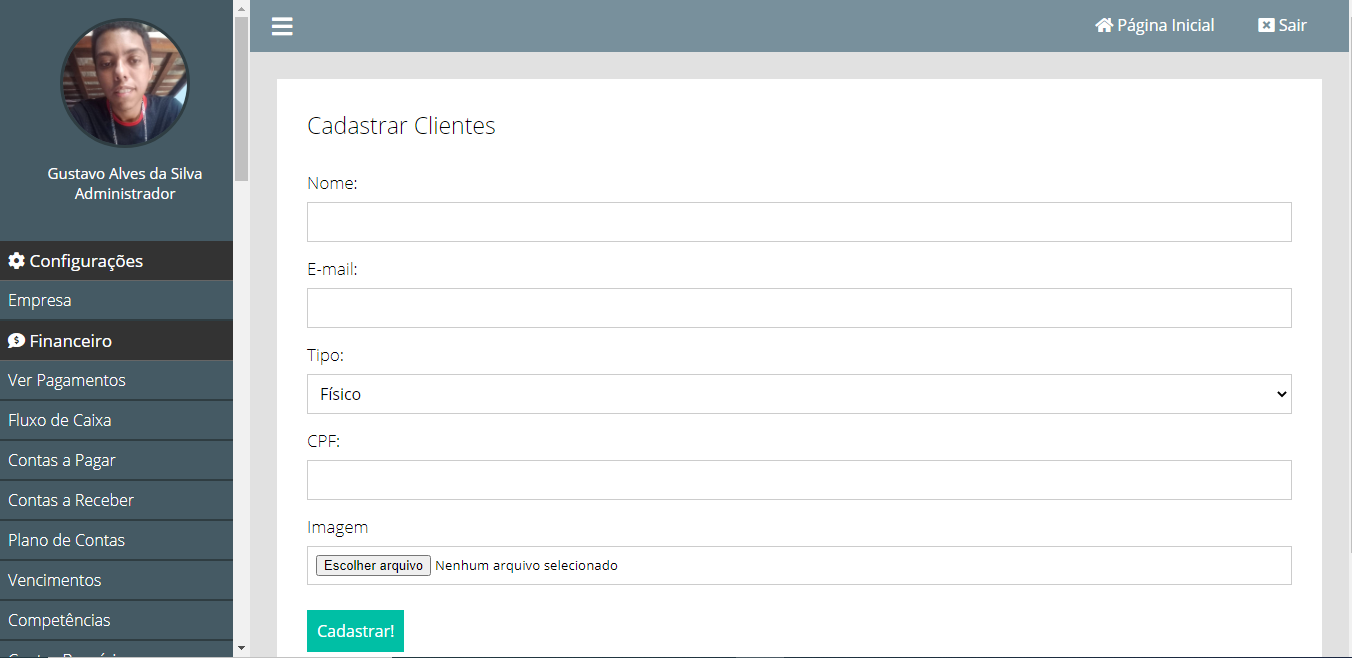 Gustavo Alves da Silva
Administrador
Configurações
Empresa
Financeiro
Ver Pagamentos
Fluxo de Caixa
Contas a Pagar
Contas a Receber
Plano de Contas
Vencimentos
Competências
Página Inicial
Sair
Cadastrar Clientes
Nome:
E-mail:
Tipo:
Físico
CPF:
Imagem
Escolher arquivo Nenhum arquivo selecionado
Cadastrar!